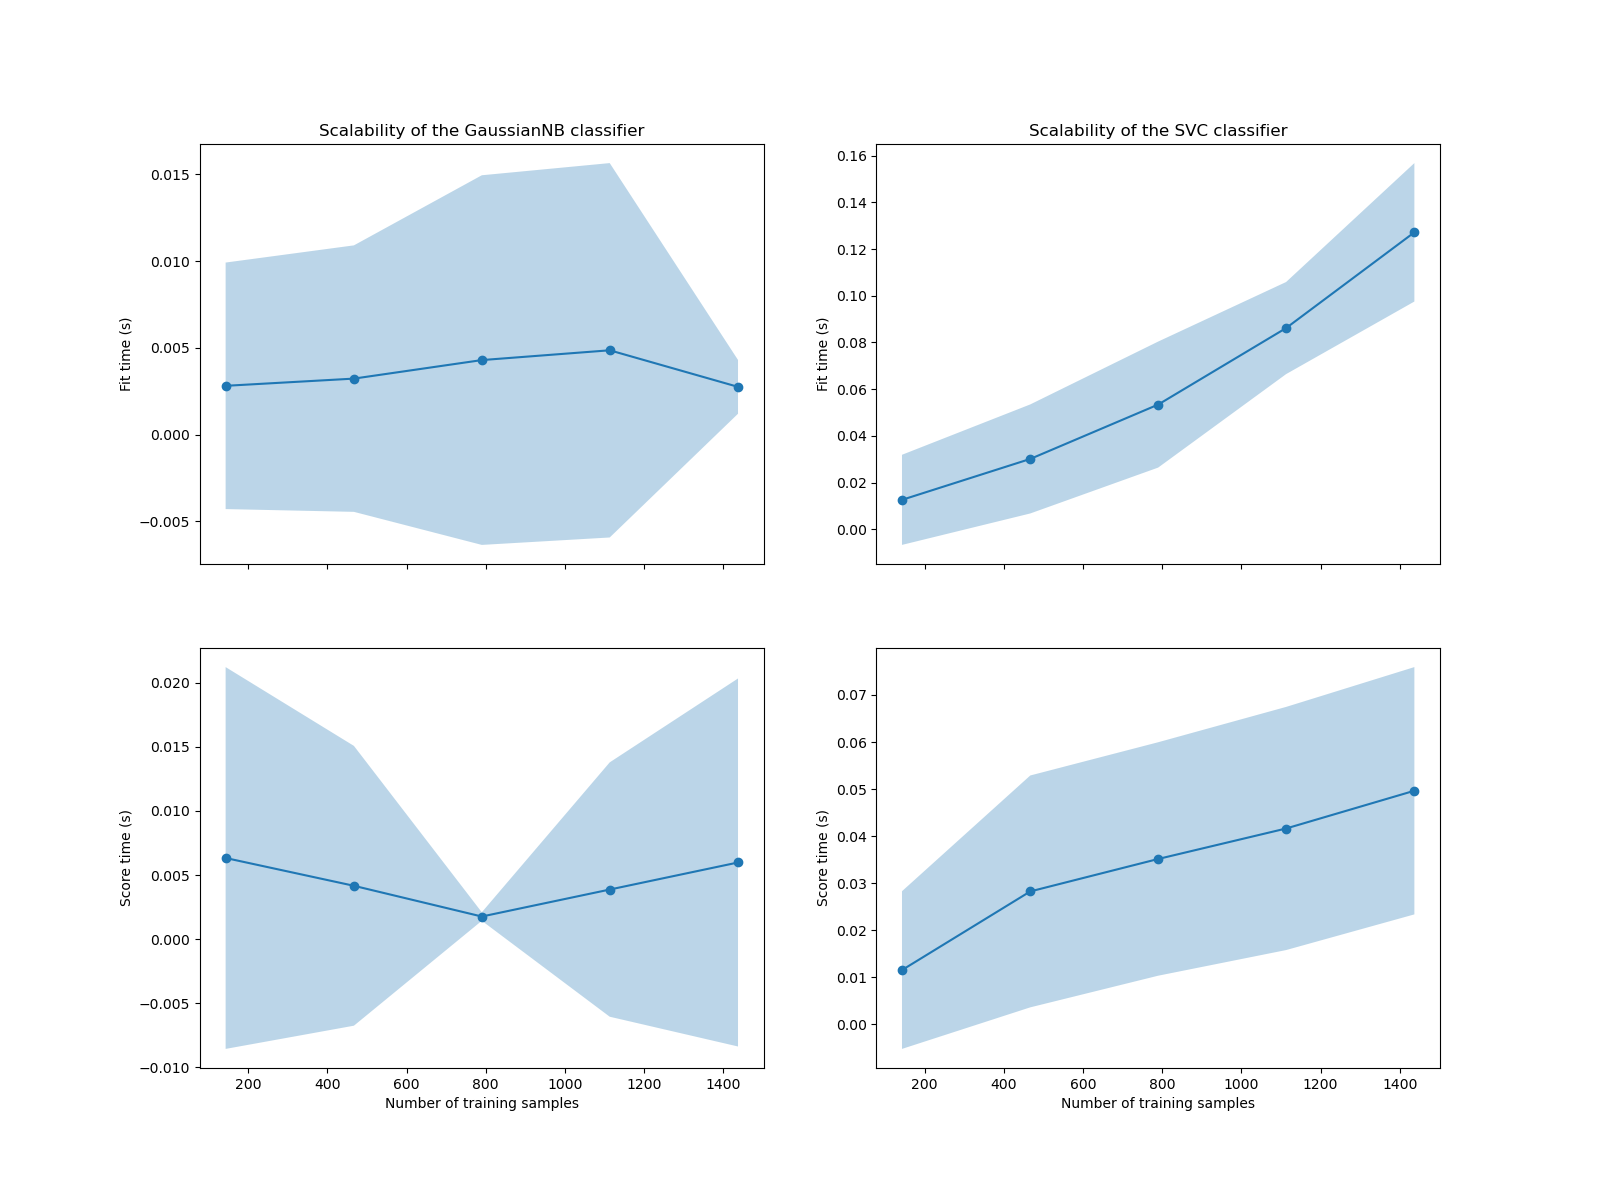 Scalability of the GaussianNB classifier
0.015
0.010
0.005
0.000
−0.005
Fit time (s)
Scalability of the SVC classifier
0.16
0.14
0.12
0.10
0.08
0.06
0.04
0.02
0.00
Fit time (s)
0.020
0.015
0.010
0.005
0.000
−0.005
−0.010
Score time (s)
200 400 600 800 1000 1200 1400
Number of training samples
0.07
0.06
0.05
0.04
0.03
0.02
0.01
0.00
Score time (s)
200 400 600 800 1000 1200 1400
Number of training samples